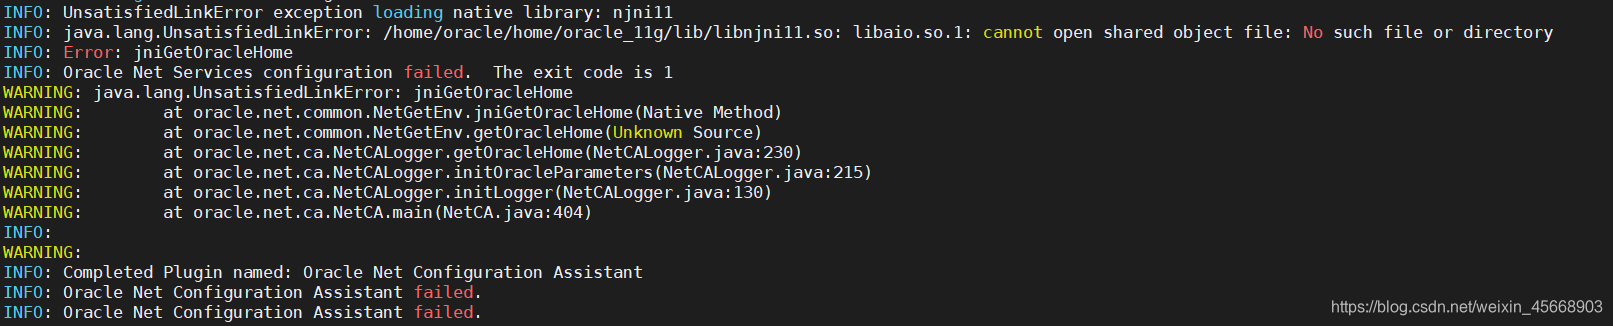 INFO: UnsatisfiedLinkError exception loading native library: njni11
INFO: java.lang.UnsatisfiedLinkError: /home/oracle/home/oracle_11g/lib/libnjni11.so: libaio.so.1: cannot open shared object file: No such file or directory
INFO: Error: jniGetOracleHome
INFO: Oracle Net Services configuration failed.  The exit code is 1
WARNING: java.lang.UnsatisfiedLinkError: jniGetOracleHome
WARNING:        at oracle.net.common.NetGetEnv.jniGetOracleHome(Native Method)
WARNING:        at oracle.net.common.NetGetEnv.getOracleHome(Unknown Source)
WARNING:        at oracle.net.ca.NetCALogger.getOracleHome(NetCALogger.java:230)
WARNING:        at oracle.net.ca.NetCALogger.initOracleParameters(NetCALogger.java:215)
WARNING:        at oracle.net.ca.NetCALogger.initLogger(NetCALogger.java:130)
WARNING:        at oracle.net.ca.NetCA.main(NetCA.java:404)
INFO:
WARNING:
INFO: Completed Plugin named: Oracle Net Configuration Assistant
INFO: Oracle Net Configuration Assistant failed.
INFO: Oracle Net Configuration Assistant failed.
https://blog.csdn.net/weixin_45668903